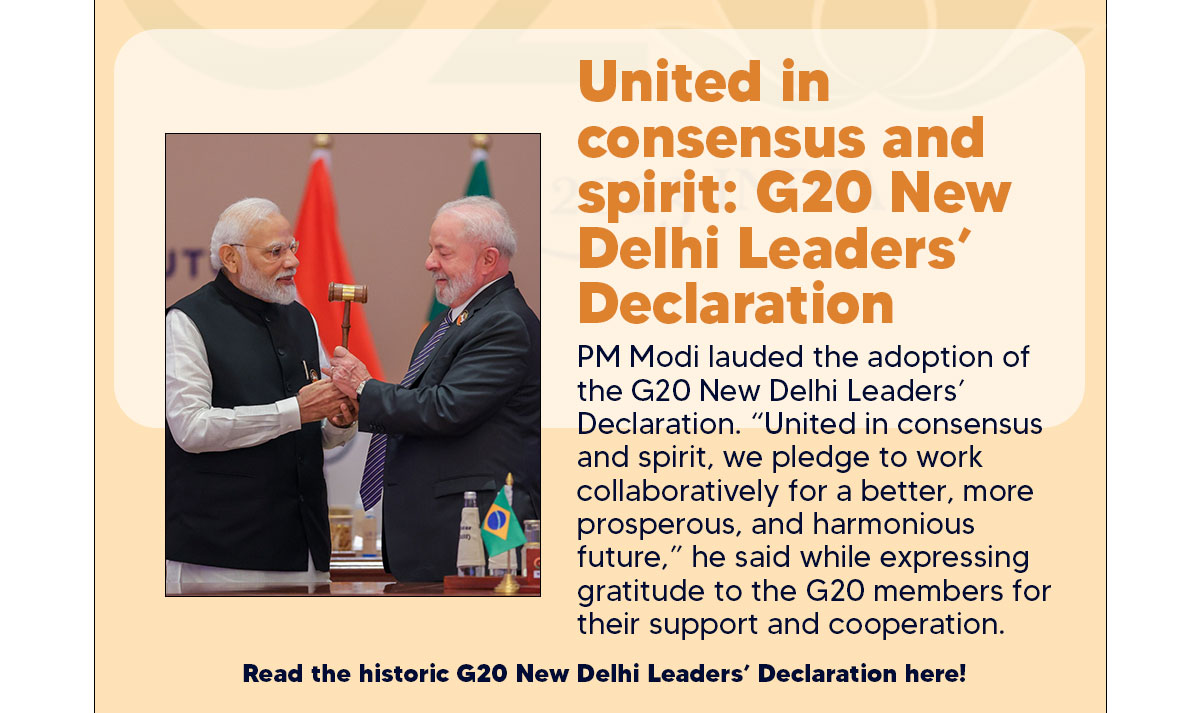 United in
consensus and
spirit: G20 New
Delhi Leaders’
Declaration
PM Modi lauded the adoption of
the G20 New Delhi Leaders’
Declaration. “United in consensus
and spirit, we pledge to work
collaboratively for a better, more
prosperous, and harmonious
future,” he said while expressing
gratitude to the G20 members for
their support and cooperation.
Read the historic G20 New Delhi Leaders’ Declaration here!